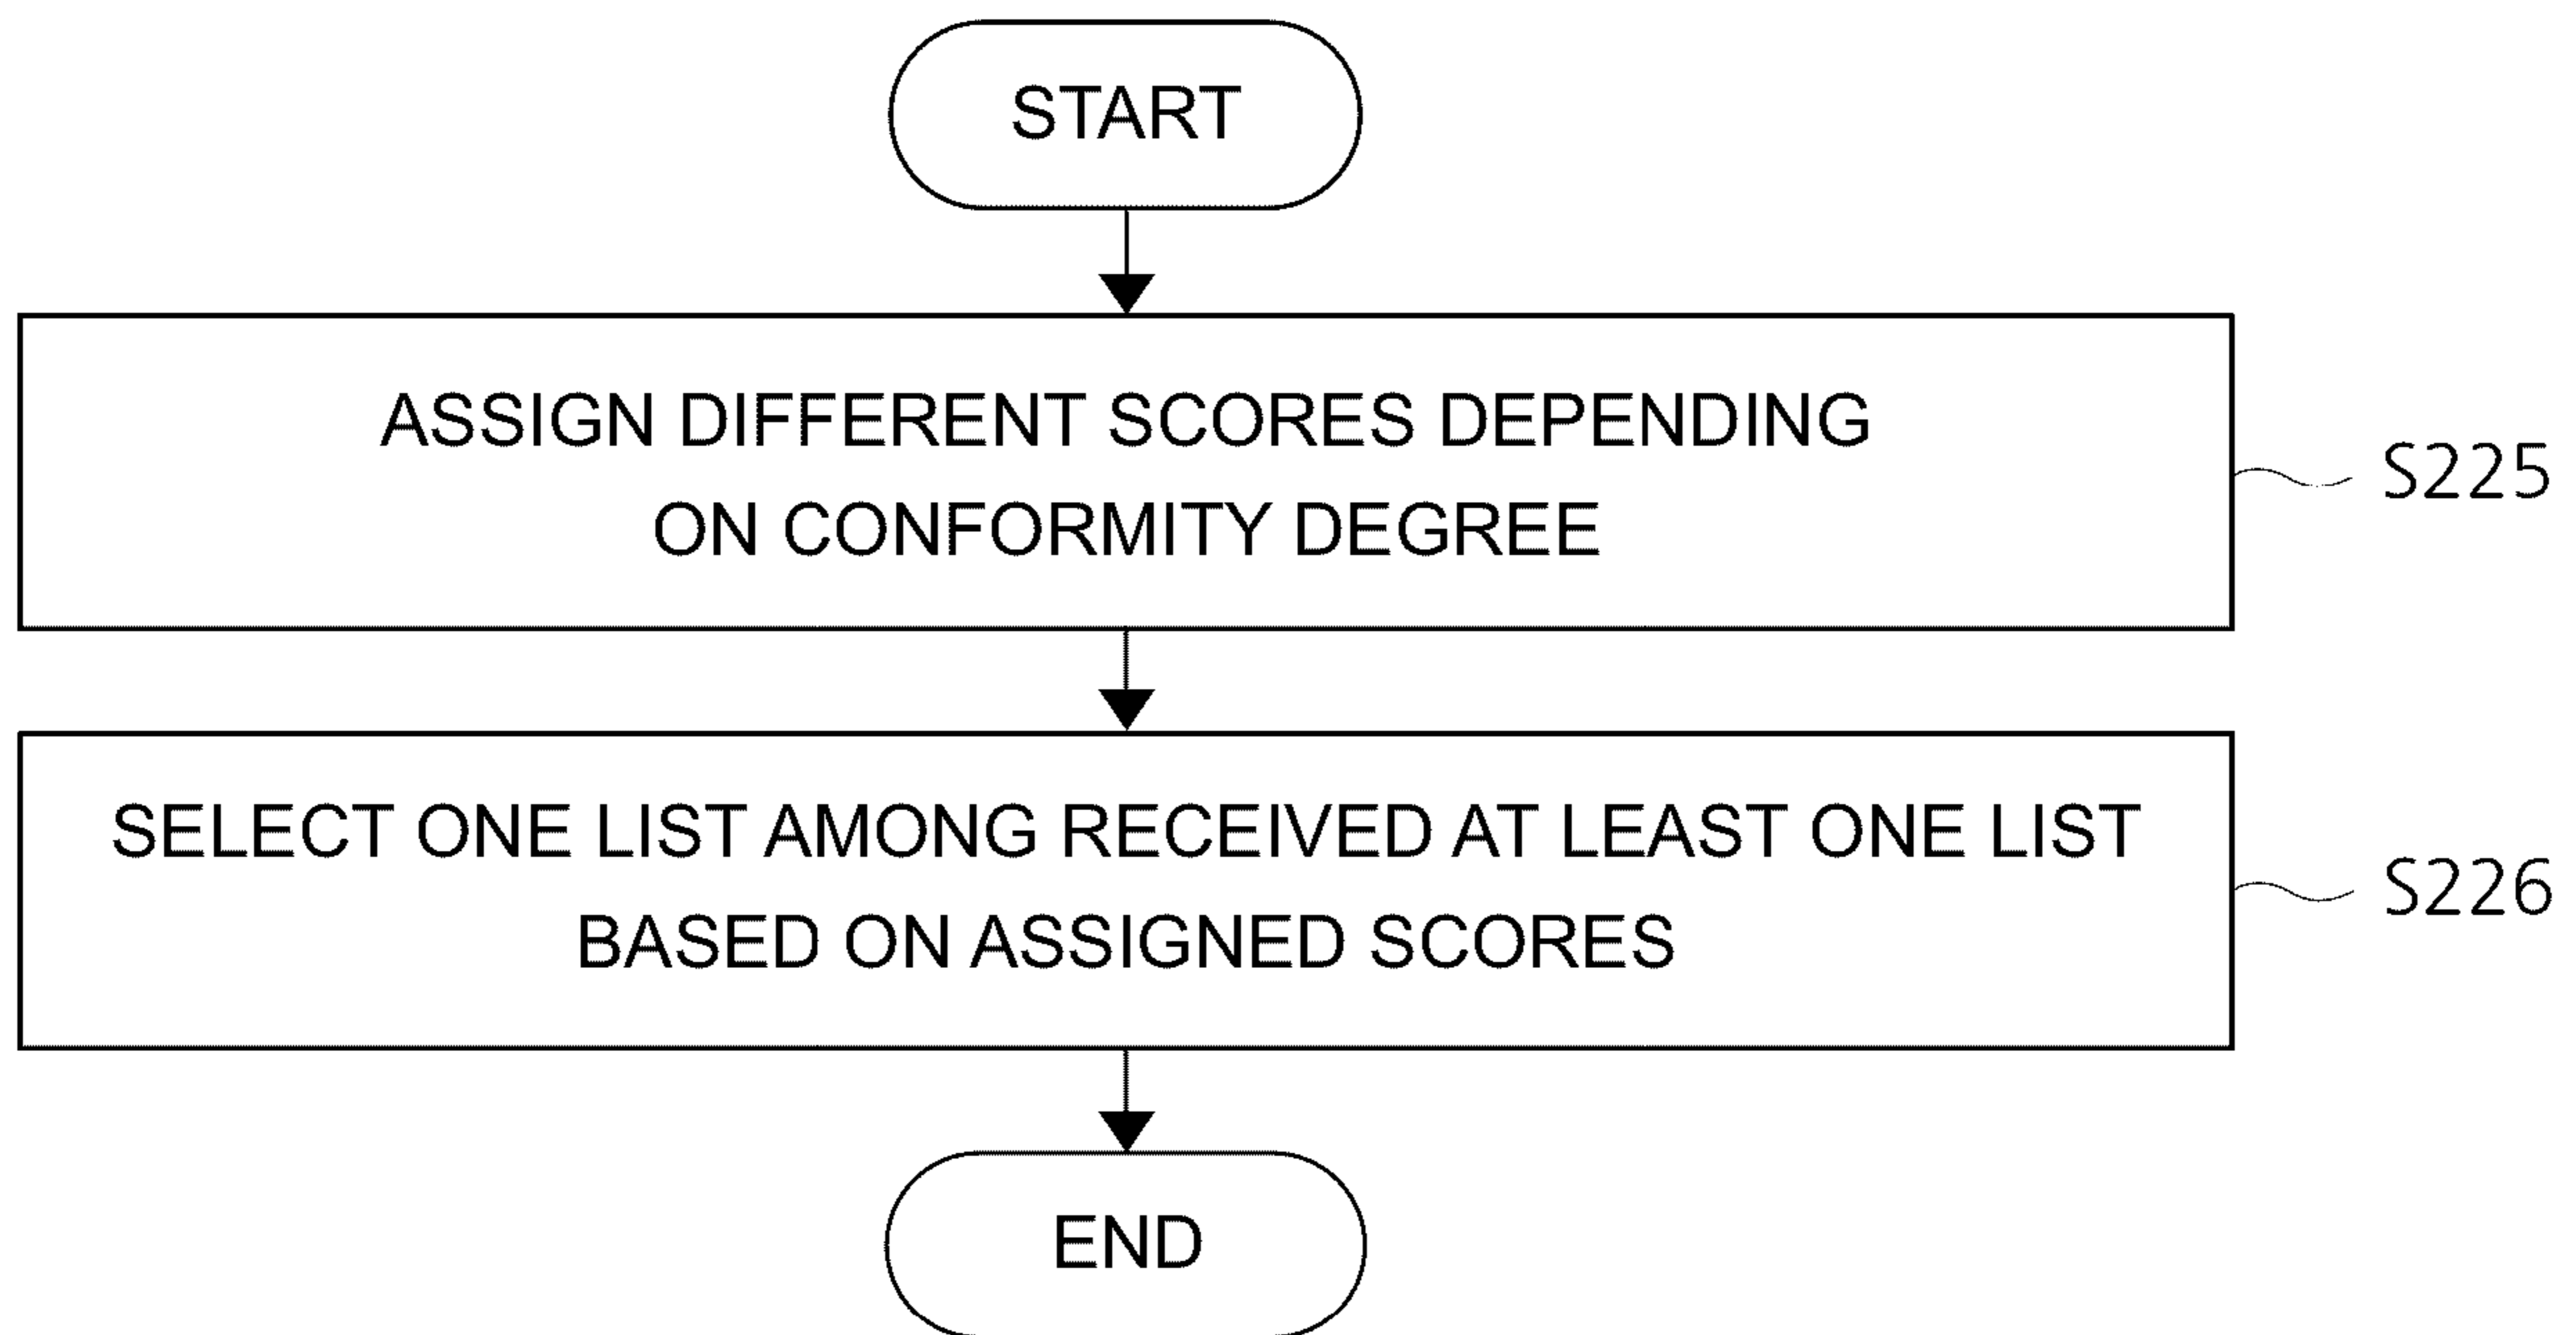 START
ASSIGN DIFFERENT SCORES DEPENDING
ON CONFORMITY DEGREE
S225
SELECT ONE LIST AMONG RECEIVED AT LEAST ONE LIST
BASED ON ASSIGNED SCORES
S226
END